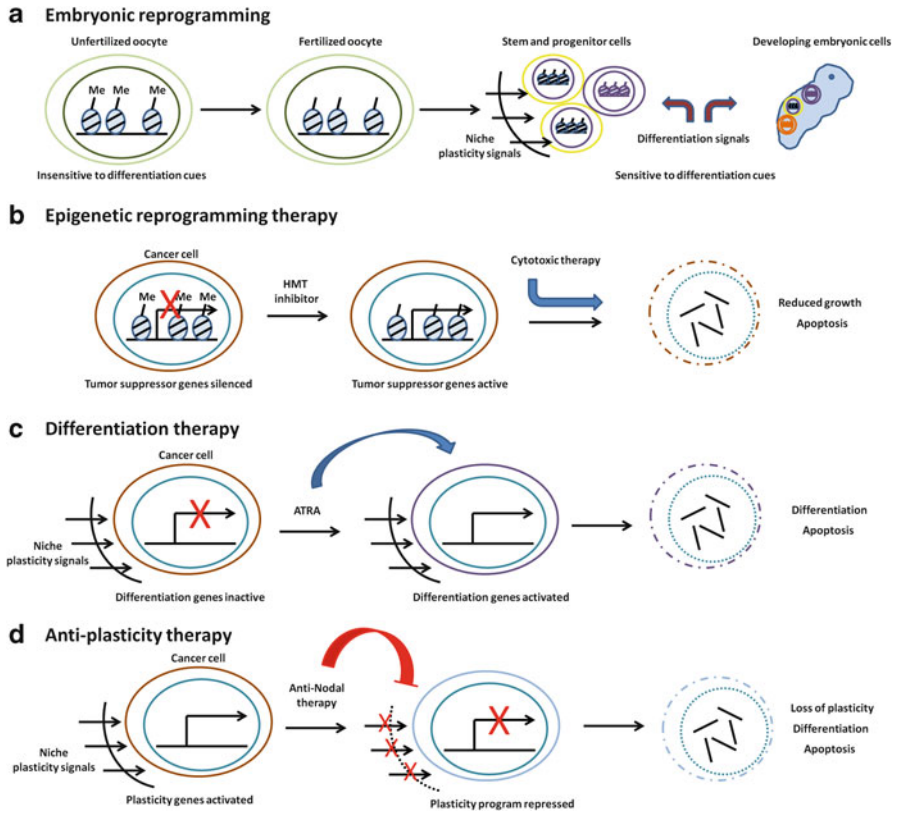 a Embryonic reprogramming
Unfertilized oocyte
Fertilized oocyte
Stem and progenitor cells
Developing embryonic cells
Me Me Me
Niche
plasticity signals
Differentiation signals
Insensitive to differentiation cues
Sensitive to differentiation cues
b Epigenetic reprogramming therapy
Cancer cell
Me Me Me
HMT
inhibitor
Cytotoxic therapy
Reduced growth
Apoptosis
Tumor suppressor genes silenced
Tumor suppressor genes active
c Differentiation therapy
Cancer cell
Niche
plasticity signals
ATRA
Differentiation
Apoptosis
Differentiation genes inactive
Differentiation genes activated
d Anti-plasticity therapy
Cancer cell
Niche
plasticity signals
Anti-Nodal
therapy
Loss of plasticity
Differentiation
Apoptosis
Plasticity genes activated
Plasticity program repressed